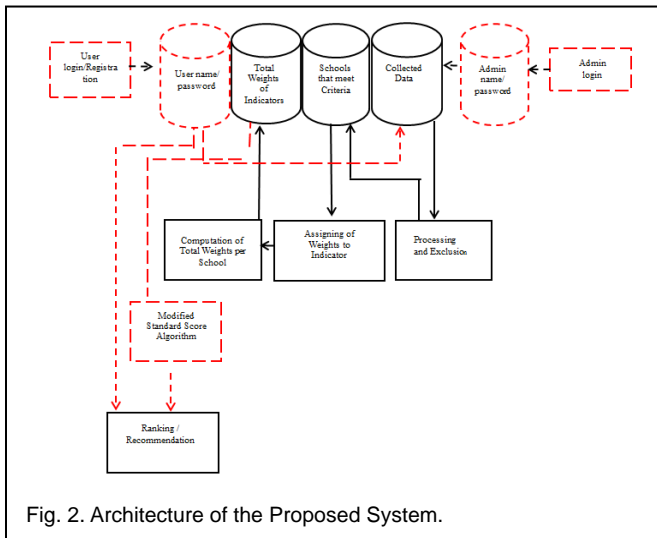 User
login/Registra
tion
User name/
password
Total
Weights
of
Indicators
Schools
that meet
Criteria
Collected
Data
Admin
name/
password
Admin
login
Computation of
Total Weights per
School
Assigning of
Weights to
Indicator
Processing
and Exclusion
Modified
Standard Score
Algorithm
Ranking /
Recommendation
Fig. 2. Architecture of the Proposed System.